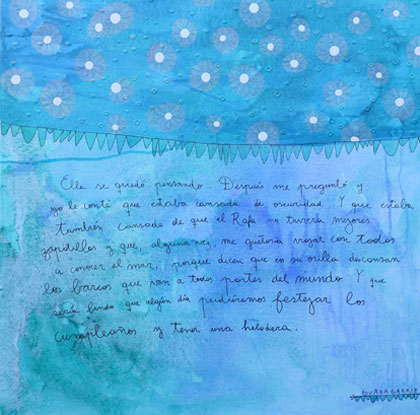 Ella se quedó pensando. Después me preguntó y
yo le conté que estaba cansada de oscuridad. Y que estaba
también cansada de que el Rafa no tuviera mejores
zapatillas y que, alguna vez, me gustaría viajar con todos
a conocer el mar, porque dicen que en su orilla descansan
los barcos que van a todas partes del mundo. Y que
sería lindo que algún día pudiéramos festejar los
cumpleaños y tener una heladera.